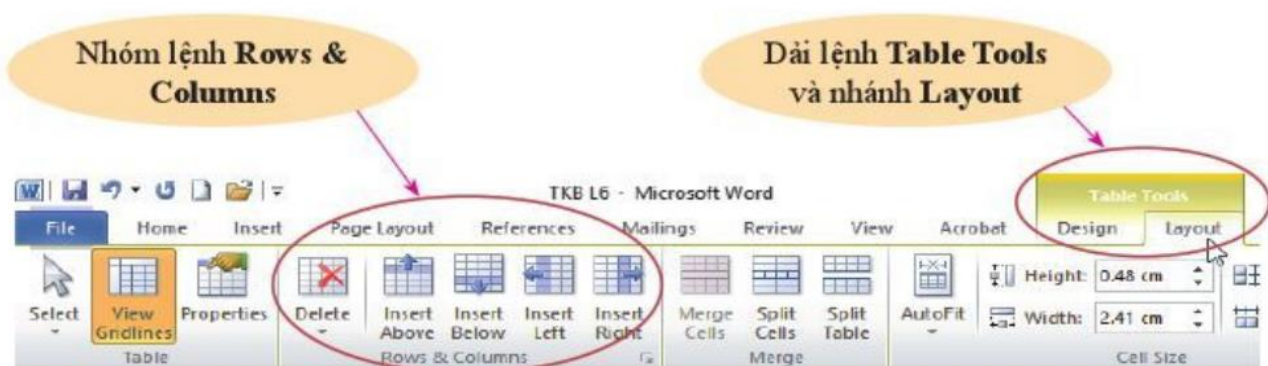 Nhóm lệnh Rows &
Columns
Dải lệnh Table Tools
và nhánh Layout
W
TKB L6 - Microsoft Word
Table Tools
File Home Insert Page Layout References Mailings Review View Acrobat Design Layout
Select View Gridlines Properties Delete Insert Above Insert Below Insert Left Insert Right Merge Cells Split Cells Split Table AutoFit
Height: 0.48 cm
Width: 2.41 cm
Table Rows & Columns Merge Cell Size